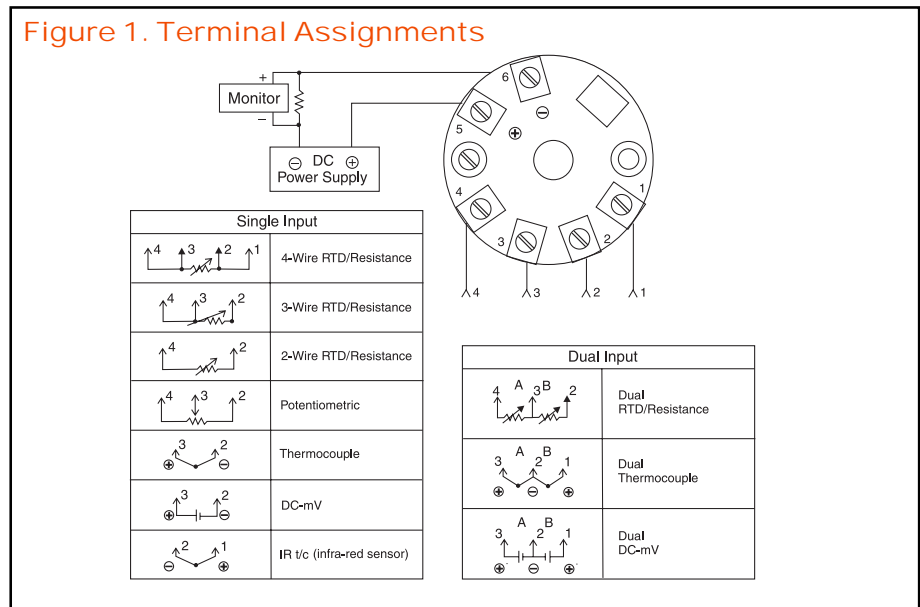 Figure 1. Terminal Assignments
+
Monitor
−
⊖ DC ⊕
Power Supply
6
⊖
5
⊕
4
3
2
1
4 3 2 1
Single Input
4 3 2 1 4-Wire RTD/Resistance
4 3 2 3-Wire RTD/Resistance
4 2 2-Wire RTD/Resistance
4 3 2 Potentiometric
3 2 Thermocouple
⊕ ⊖
3 2 DC-mV
⊕ ⊖
2 1 IR t/c (infra-red sensor)
⊖ ⊕
Dual Input
4 A 3 B 2
Dual
RTD/Resistance
3 A 2 B 1
⊕ ⊖ ⊕
Dual
Thermocouple
3 A 2 B 1
⊕ ⊖ ⊕
Dual
DC-mV